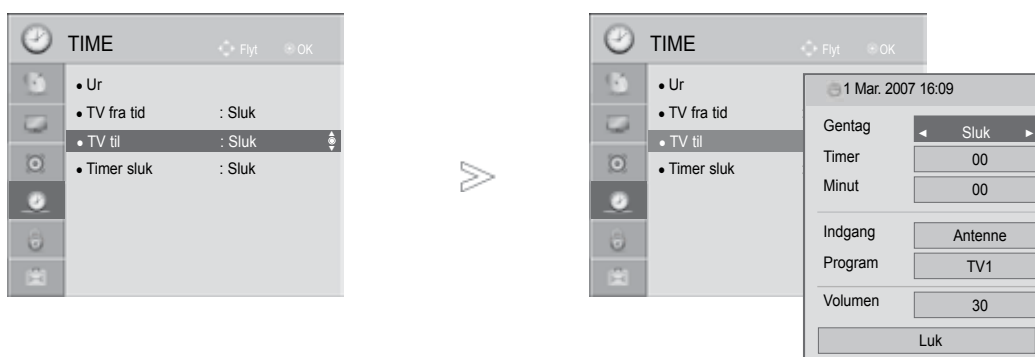 TIME Flyt OK
• Ur
• TV fra tid : Sluk
• TV til : Sluk
• Timer sluk : Sluk
TIME Flyt OK
• Ur
• TV fra tid
• TV til
• Timer sluk
1 Mar. 2007 16:09
Gentag Sluk
Timer 00
Minut 00
Indgang Antenne
Program TV1
Volumen 30
Luk